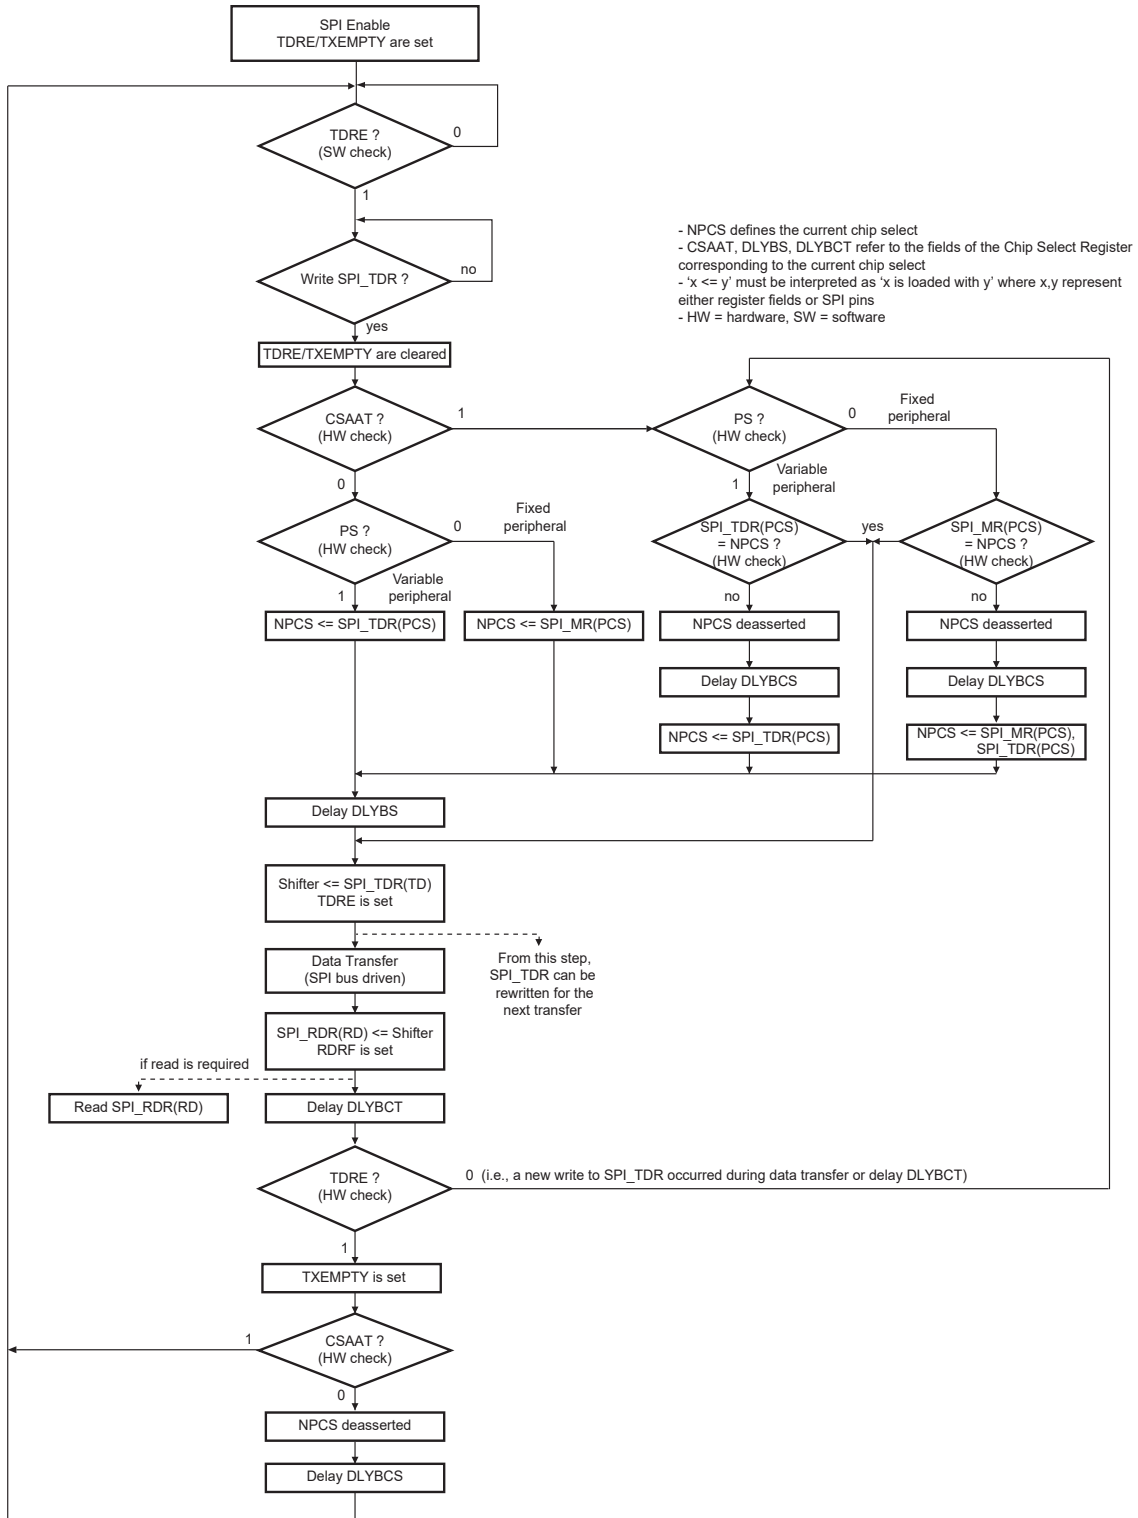 SPI Enable
TDRE/TXEMPTY are set
TDRE ?
(SW check)
0
1
Write SPI_TDR ?
no
yes
- NPCS defines the current chip select
- CSAAT, DLYBS, DLYBCT refer to the fields of the Chip Select Register
corresponding to the current chip select
- ‘x <= y’ must be interpreted as ‘x is loaded with y’ where x,y represent
either register fields or SPI pins
- HW = hardware, SW = software
TDRE/TXEMPTY are cleared
CSAAT ?
(HW check)
1
0
PS ?
(HW check)
0
Fixed
peripheral
1
Variable
peripheral
PS ?
(HW check)
0
Fixed
peripheral
1
Variable
peripheral
SPI_TDR(PCS)
= NPCS ?
(HW check)
yes
no
SPI_MR(PCS)
= NPCS ?
(HW check)
no
NPCS <= SPI_TDR(PCS)
NPCS <= SPI_MR(PCS)
NPCS deasserted
NPCS deasserted
Delay DLYBCS
Delay DLYBCS
NPCS <= SPI_TDR(PCS)
NPCS <= SPI_MR(PCS),
SPI_TDR(PCS)
Delay DLYBS
Shifter <= SPI_TDR(TD)
TDRE is set
Data Transfer
(SPI bus driven)
From this step,
SPI_TDR can be
rewritten for the
next transfer
SPI_RDR(RD) <= Shifter
RDRF is set
if read is required
Read SPI_RDR(RD)
Delay DLYBCT
TDRE ?
(HW check)
0 (i.e., a new write to SPI_TDR occurred during data transfer or delay DLYBCT)
1
TXEMPTY is set
CSAAT ?
(HW check)
1
0
NPCS deasserted
Delay DLYBCS